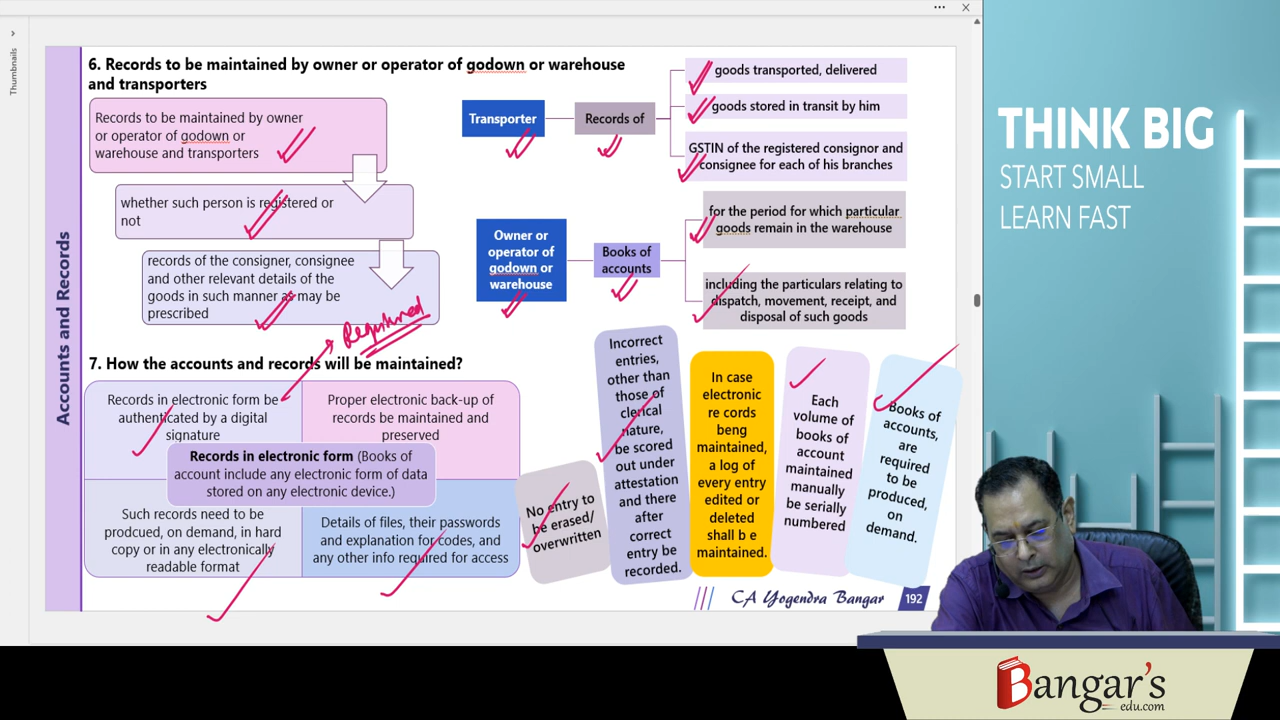 Thumbnails
Accounts and Records
6. Records to be maintained by owner or operator of godown or warehouse
and transporters
Records to be maintained by owner
or operator of godown or
warehouse and transporters
whether such person is registered or
not
records of the consigner, consignee
and other relevant details of the
goods in such manner as may be
prescribed
Transporter
Records of
goods transported, delivered
goods stored in transit by him
GSTIN of the registered consignor and
consignee for each of his branches
Owner or
operator of
godown or
warehouse
Books of
accounts
for the period for which particular
goods remain in the warehouse
including the particulars relating to
dispatch, movement, receipt, and
disposal of such goods
7. How the accounts and records will be maintained?
Records in electronic form be
authenticated by a digital
signature
Proper electronic back-up of
records be maintained and
preserved
Records in electronic form (Books of
account include any electronic form of data
stored on any electronic device.)
Such records need to be
prodcued, on demand, in hard
copy or in any electronically
readable format
Details of files, their passwords
and explanation for codes, and
any other info required for access
No entry to
be erased/
overwritten
Incorrect
entries,
other than
those of
clerical
nature,
be scored
out under
attestation
and there
after
correct
entry be
recorded.
In case
electronic
re cords
beng
maintained,
a log of
every entry
edited or
deleted
shall b e
maintained.
Each
volume of
books of
account
maintained
manually
be serially
numbered
Books of
accounts,
are
required
to be
produced,
on
demand.
CA Yogendra Bangar
192
THINK BIG
START SMALL
LEARN FAST
Bangar's
edu.com